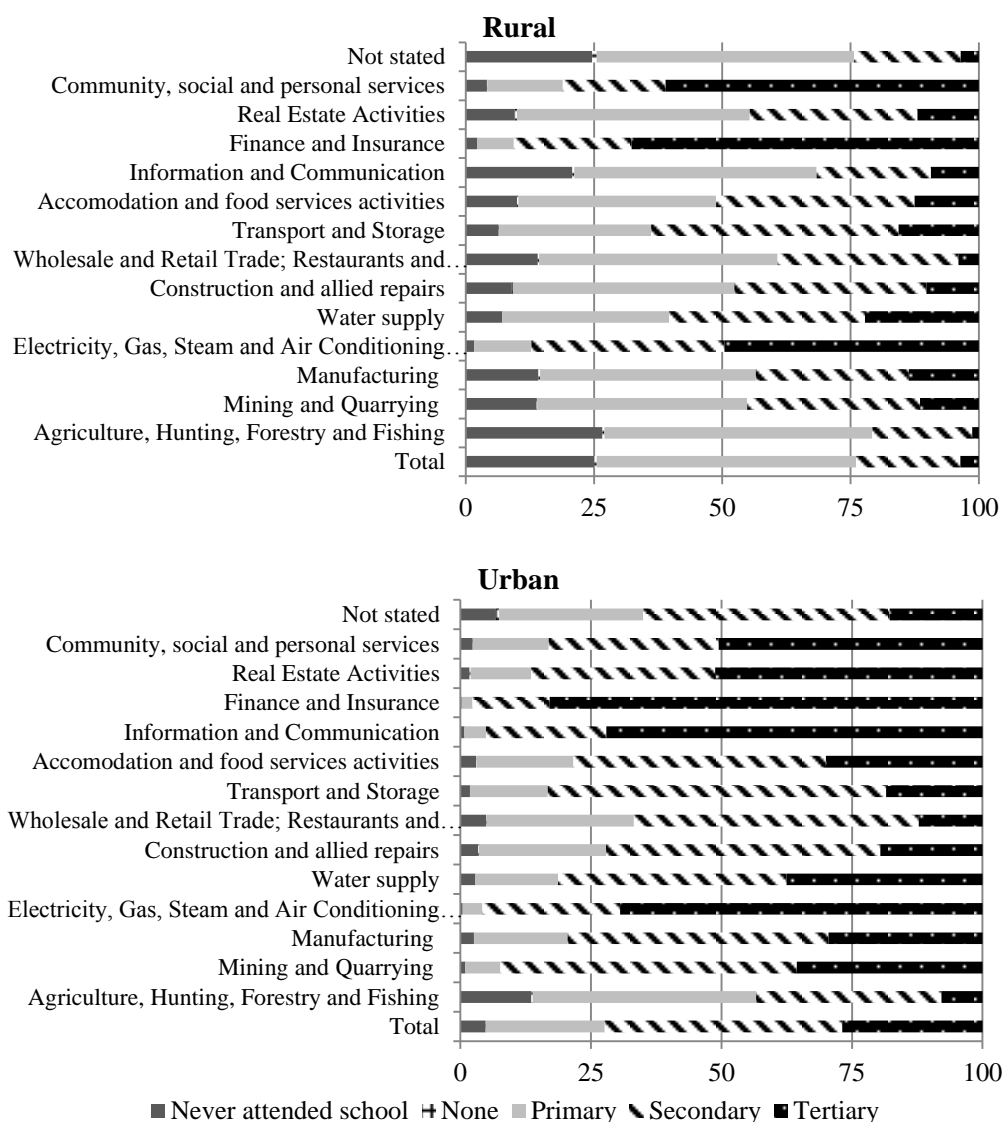 Rural
Not stated
Community, social and personal services
Real Estate Activities
Finance and Insurance
Information and Communication
Accomodation and food services activities
Transport and Storage
Wholesale and Retail Trade; Restaurants and…
Construction and allied repairs
Water supply
Electricity, Gas, Steam and Air Conditioning…
Manufacturing
Mining and Quarrying
Agriculture, Hunting, Forestry and Fishing
Total
0 25 50 75 100
Urban
Not stated
Community, social and personal services
Real Estate Activities
Finance and Insurance
Information and Communication
Accomodation and food services activities
Transport and Storage
Wholesale and Retail Trade; Restaurants and…
Construction and allied repairs
Water supply
Electricity, Gas, Steam and Air Conditioning…
Manufacturing
Mining and Quarrying
Agriculture, Hunting, Forestry and Fishing
Total
0 25 50 75 100
Never attended school None Primary Secondary Tertiary